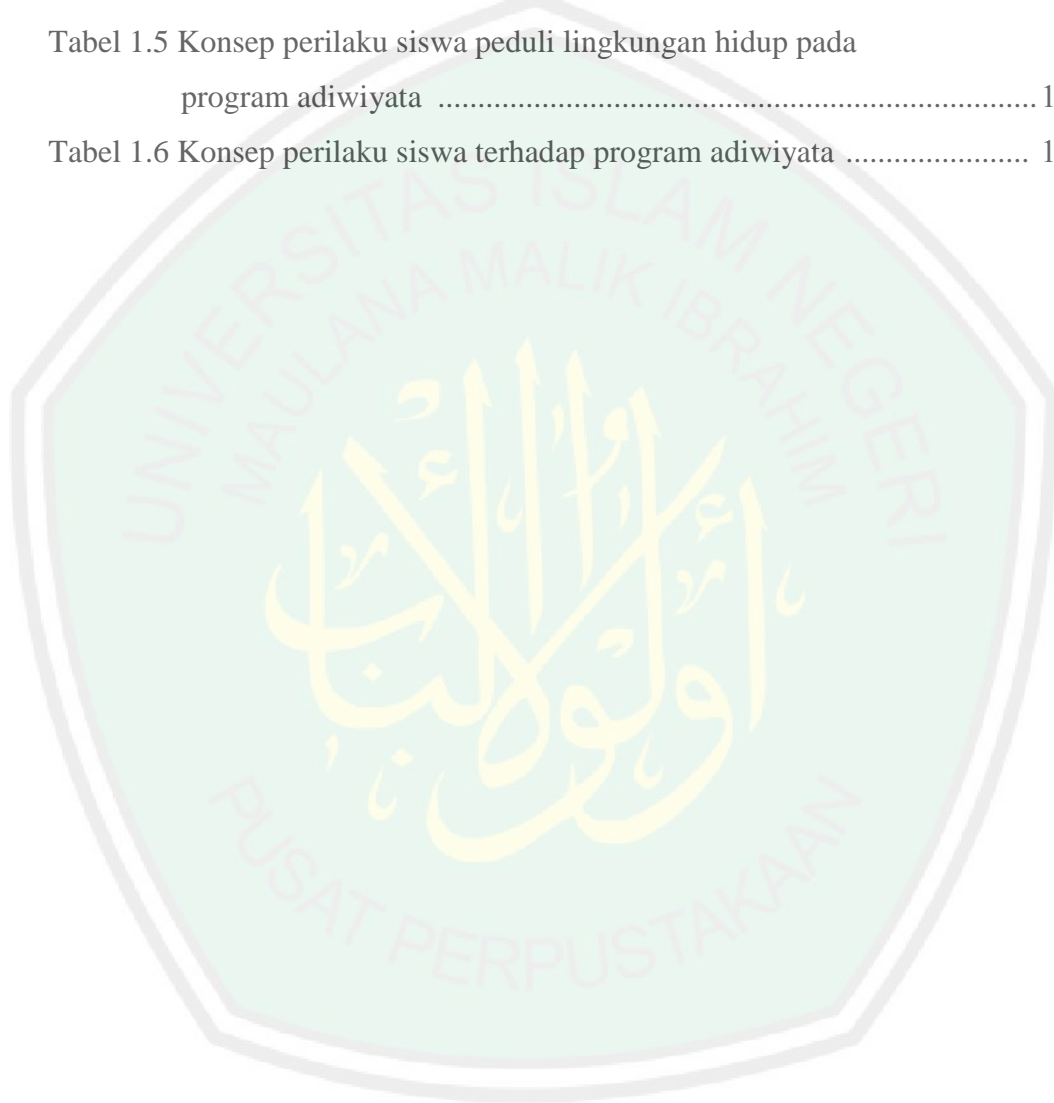 Tabel 1.5 Konsep perilaku siswa peduli lingkungan hidup pada
program adiwiyata ........................................................................... 1
Tabel 1.6 Konsep perilaku siswa terhadap program adiwiyata ....................... 1
UNIVERSITAS ISLAM NEGERI
MAULANA MALIK IBRAHIM
أولوا الألباب
PUSAT PERPUSTAKAAN